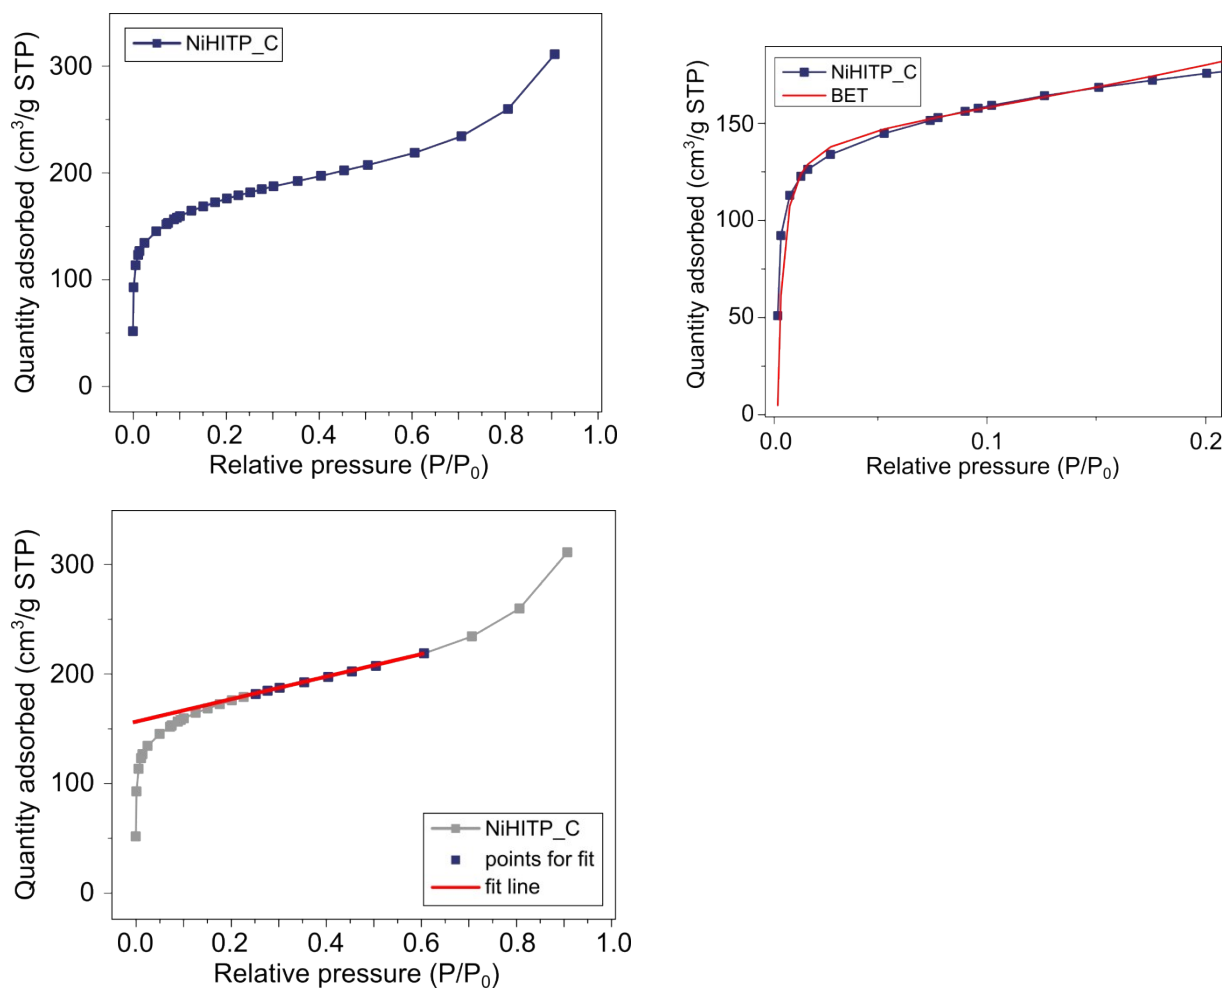 NiHITP_C
Quantity adsorbed (cm³/g STP)
300
200
100
0
0.0 0.2 0.4 0.6 0.8 1.0
Relative pressure (P/P₀)
NiHITP_C
BET
Quantity adsorbed (cm³/g STP)
150
100
50
0
0.0 0.1 0.2
Relative pressure (P/P₀)
Quantity adsorbed (cm³/g STP)
300
200
100
0
NiHITP_C
points for fit
fit line
0.0 0.2 0.4 0.6 0.8 1.0
Relative pressure (P/P₀)